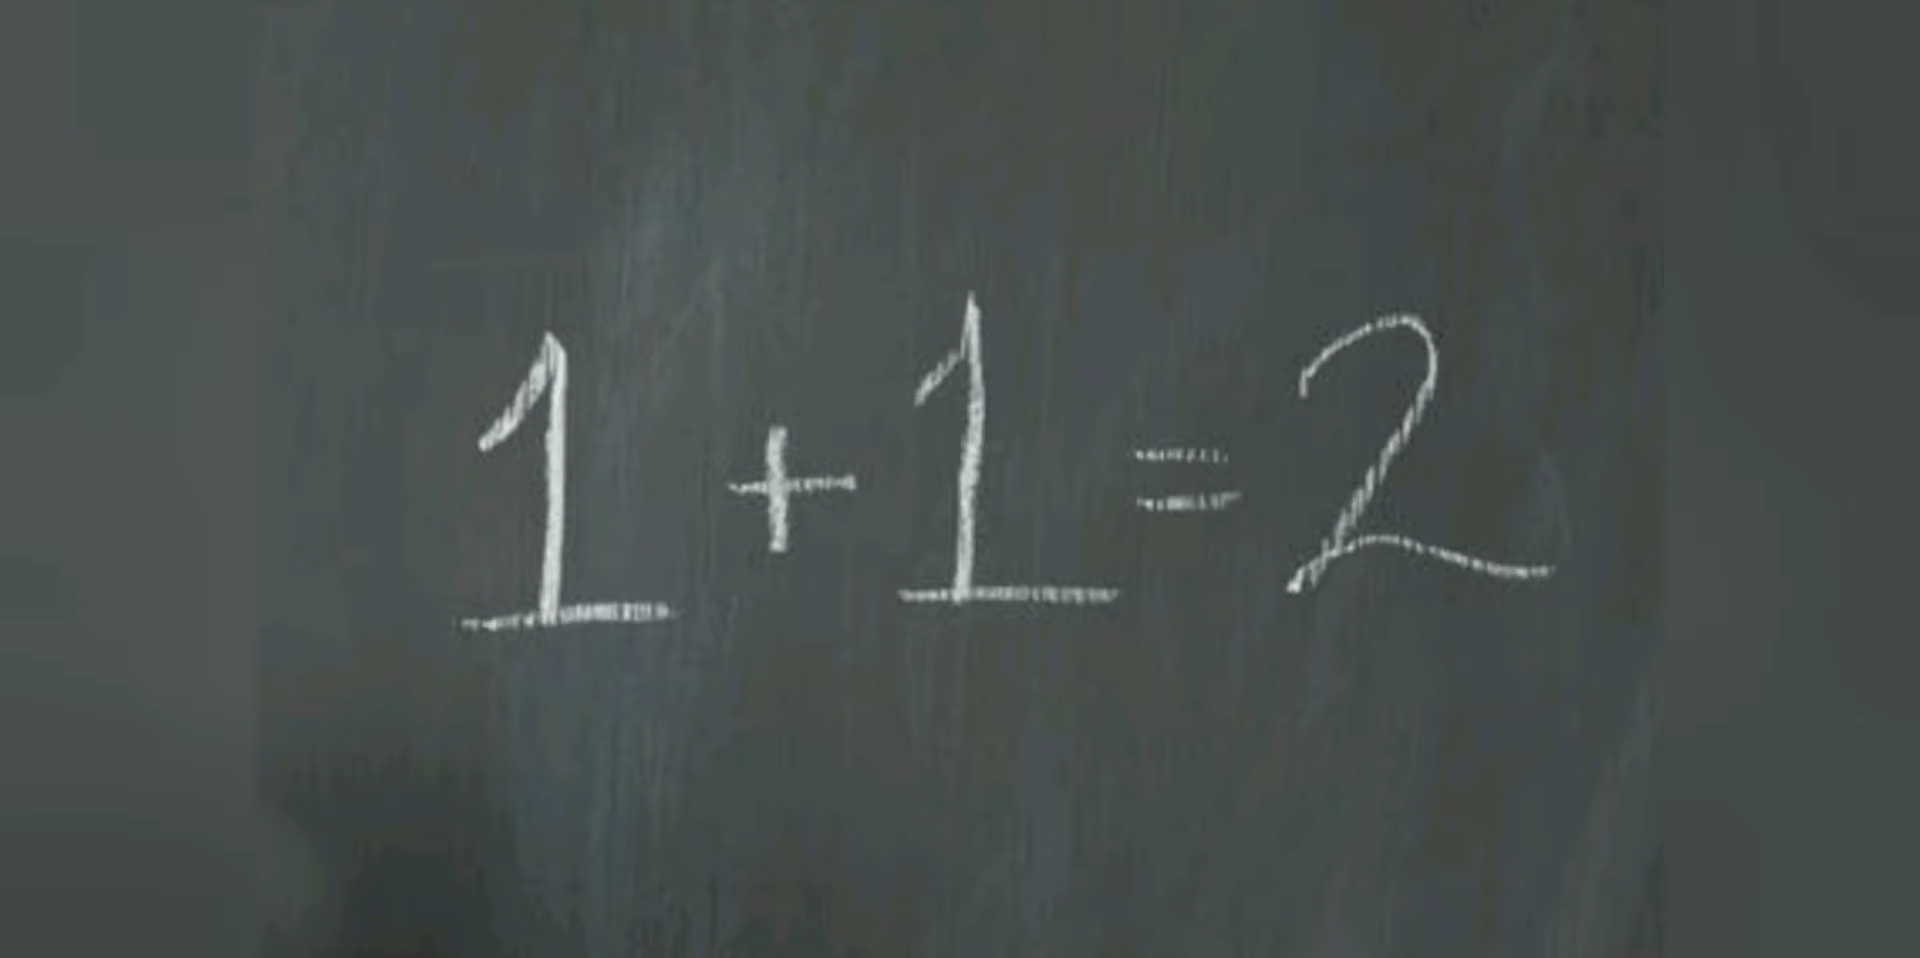 1 + 1 = 2